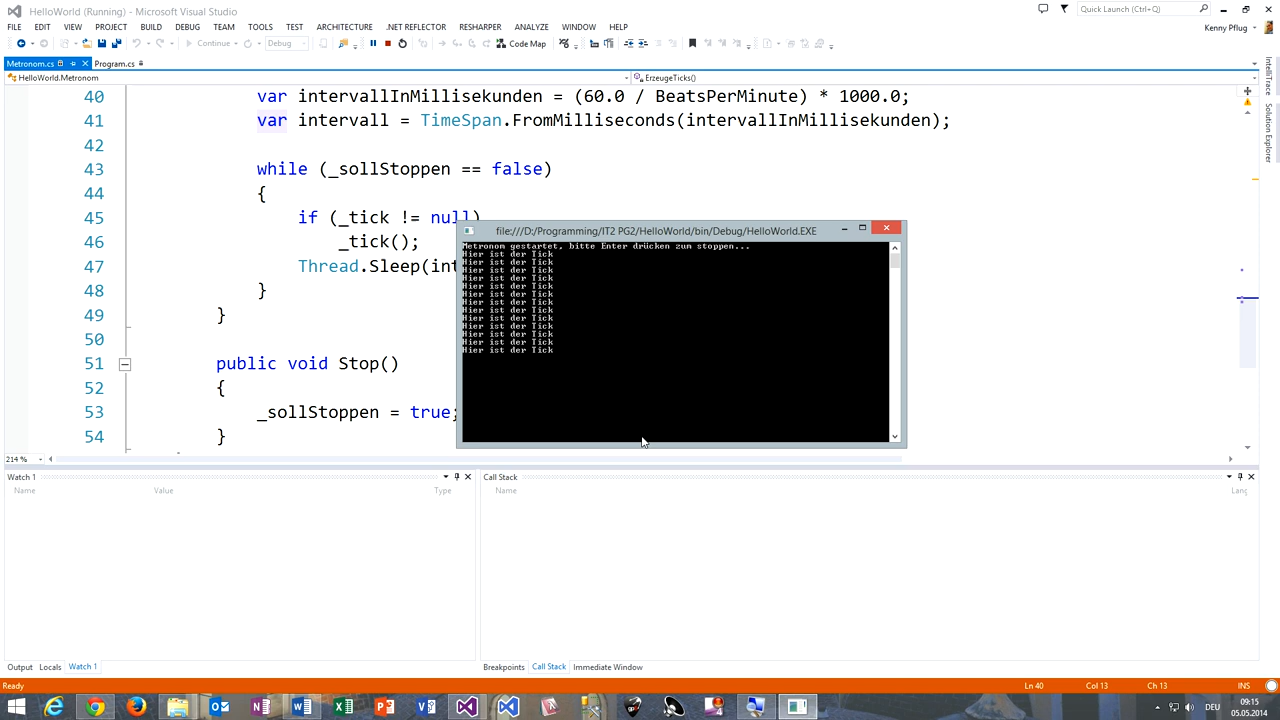 HelloWorld (Running) - Microsoft Visual Studio
Quick Launch (Ctrl+Q)
FILE EDIT VIEW PROJECT BUILD DEBUG TEAM TOOLS TEST ARCHITECTURE .NET REFLECTOR RESHARPER ANALYZE WINDOW HELP
Kenny Pflug
Continue Debug Code Map
Metronom.cs Program.cs
HelloWorld.Metronom ErzeugeTicks()
40 var intervallInMillisekunden = (60.0 / BeatsPerMinute) * 1000.0;
41 var intervall = TimeSpan.FromMilliseconds(intervallInMillisekunden);
42
43 while (_sollStoppen == false)
44 {
45 if (_tick != null)
46 _tick();
47 Thread.Sleep(int
48 }
49 }
50
51 public void Stop()
52 {
53 _sollStoppen = true;
54 }
file:///D:/Programming/IT2 PG2/HelloWorld/bin/Debug/HelloWorld.EXE
Metronom gestartet, bitte Enter drücken zum stoppen...
Hier ist der Tick
Hier ist der Tick
Hier ist der Tick
Hier ist der Tick
Hier ist der Tick
Hier ist der Tick
Hier ist der Tick
Hier ist der Tick
Hier ist der Tick
Hier ist der Tick
Hier ist der Tick
Hier ist der Tick
Hier ist der Tick
IntelliTrace
Solution Explorer
214 %
Watch 1
Name Value Type
Call Stack
Name Lang
Output Locals Watch 1
Breakpoints Call Stack Immediate Window
Ready Ln 40 Col 13 Ch 13 INS
DEU
09:15
05.05.2014